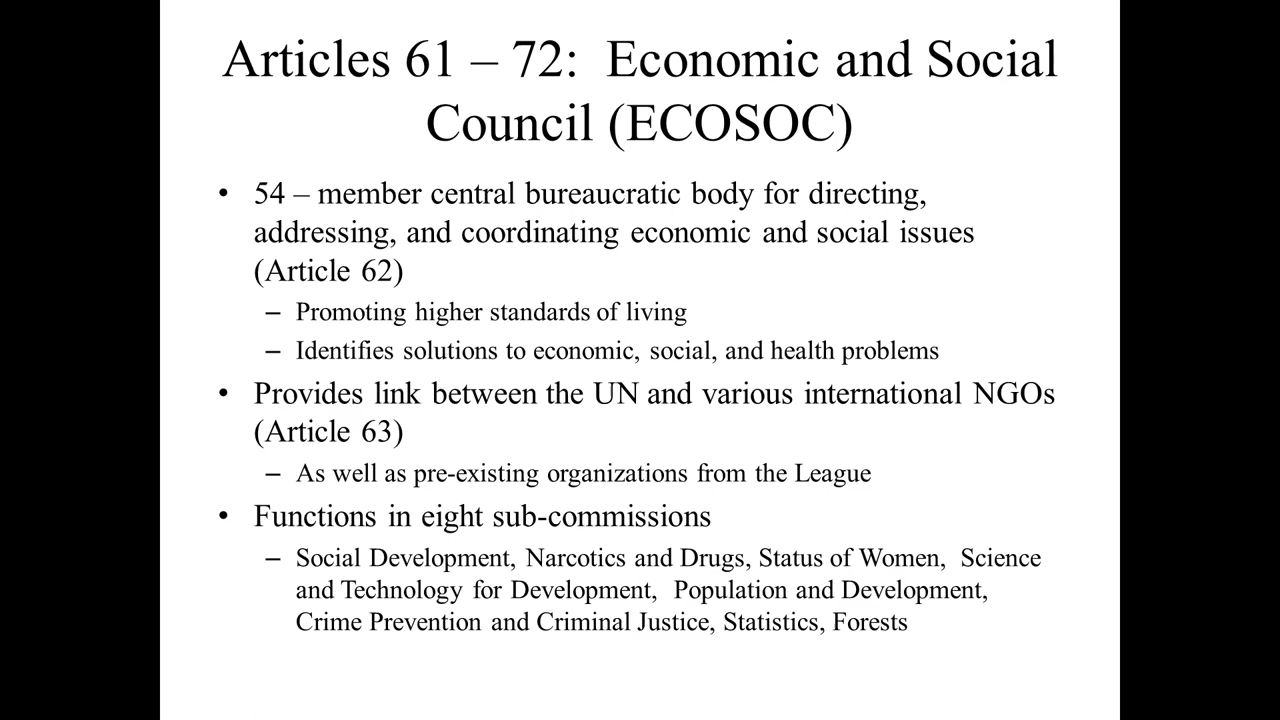 Articles 61 – 72:  Economic and Social
Council (ECOSOC)
• 54 – member central bureaucratic body for directing,
addressing, and coordinating economic and social issues
(Article 62)
– Promoting higher standards of living
– Identifies solutions to economic, social, and health problems
• Provides link between the UN and various international NGOs
(Article 63)
– As well as pre-existing organizations from the League
• Functions in eight sub-commissions
– Social Development, Narcotics and Drugs, Status of Women,  Science
and Technology for Development,  Population and Development,
Crime Prevention and Criminal Justice, Statistics, Forests